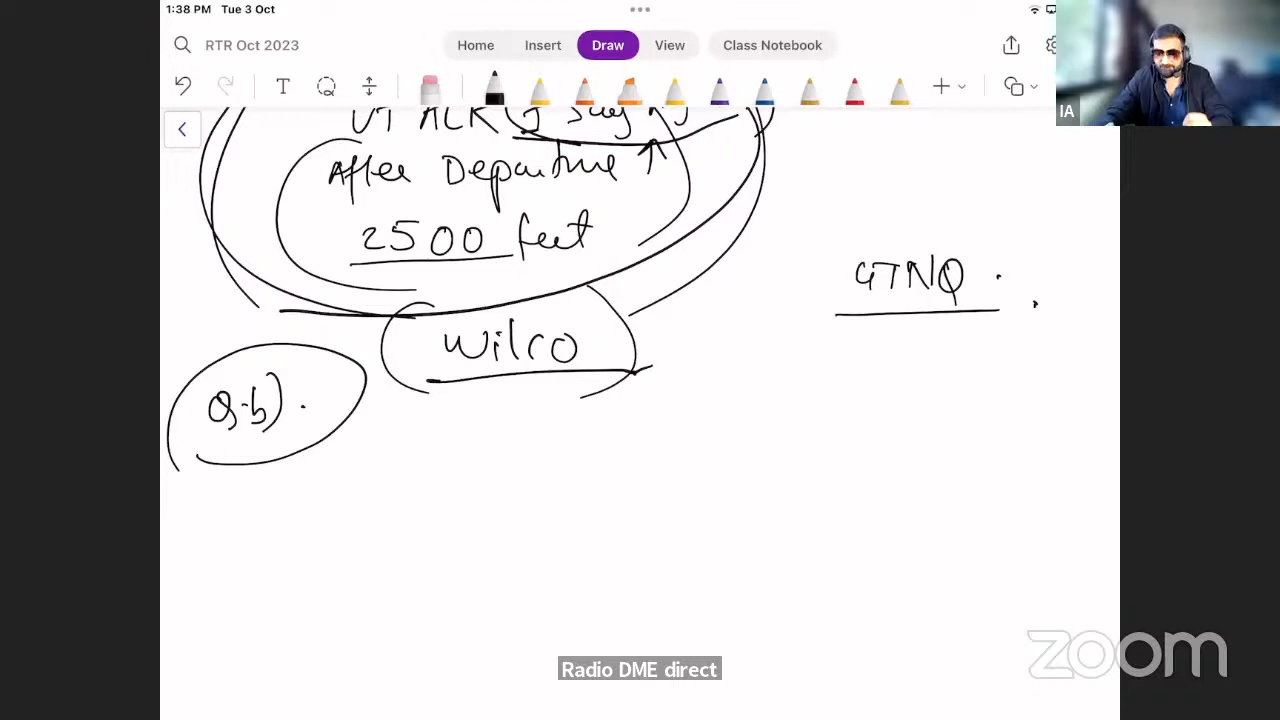 1:38 PM Tue 3 Oct
RTR Oct 2023
Home Insert Draw View Class Notebook
T
IA
After Departure ↑
2500 feet
GTNQ .
Wilco
Q.b).
Radio DME direct
zoom